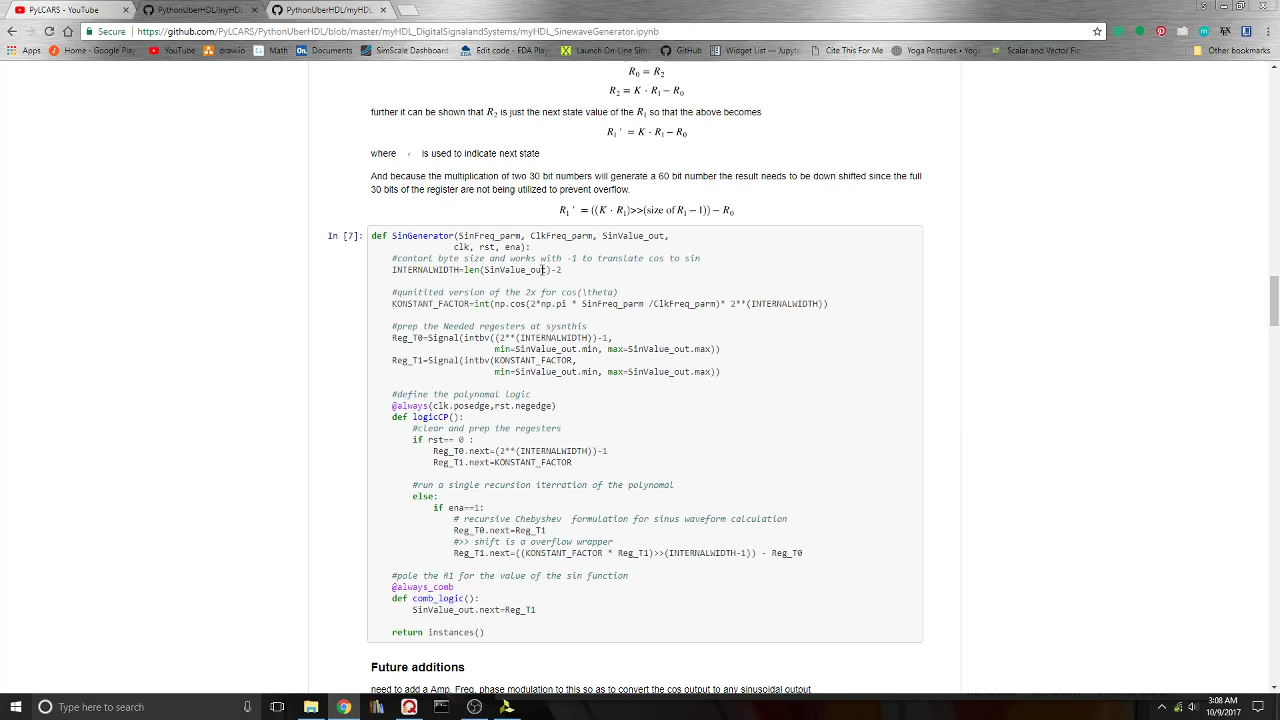 PyLCARS - YouTube
PythonUberHDL/myHDL_
PythonUberHDL/myHDL_
Secure
https://github.com/PyLCARS/PythonUberHDL/blob/master/myHDL_DigitalSignalandSystems/myHDL_SinewaveGenerator.ipynb
Apps
Home - Google Play
YouTube
drawio
Math
Documents
SimScale Dashboard
Edit code - EDA Play
Launch On-Line Simu
GitHub
Widget List — Jupyte
Cite This For Me
Yoga Postures - Yog
Scalar and Vector Fie
Other bookmarks
R0 = R2
R2 = K · R1 − R0
further it can be shown that R2 is just the next state value of the R1 so that the above becomes
R1′ = K · R1 − R0
where ′ is used to indicate next state
And because the multiplication of two 30 bit numbers will generate a 60 bit number the result needs to be down shifted since the full
30 bits of the register are not being utilized to prevent overflow.
R1′ = ((K · R1)>>(size of R1 − 1)) − R0
In [7]:
def SinGenerator(SinFreq_parm, ClkFreq_parm, SinValue_out,
clk, rst, ena):
#contorl byte size and works with -1 to translate cos to sin
INTERNALWIDTH=len(SinValue_out)-2
#qunitited version of the 2x for cos(\theta)
KONSTANT_FACTOR=int(np.cos(2*np.pi * SinFreq_parm /ClkFreq_parm)* 2**(INTERNALWIDTH))
#prep the Needed regesters at sysnthis
Reg_T0=Signal(intbv((2**(INTERNALWIDTH))-1,
min=SinValue_out.min, max=SinValue_out.max))
Reg_T1=Signal(intbv(KONSTANT_FACTOR,
min=SinValue_out.min, max=SinValue_out.max))
#define the polynomal logic
@always(clk.posedge,rst.negedge)
def logicCP():
#clear and prep the regesters
if rst== 0 :
Reg_T0.next=(2**(INTERNALWIDTH))-1
Reg_T1.next=KONSTANT_FACTOR
#run a single recursion iterration of the polynomal
else:
if ena==1:
# recursive Chebyshev  formulation for sinus waveform calculation
Reg_T0.next=Reg_T1
#>> shift is a overflow wrapper
Reg_T1.next=((KONSTANT_FACTOR * Reg_T1)>>(INTERNALWIDTH-1)) - Reg_T0
#pole the R1 for the value of the sin function
@always_comb
def comb_logic():
SinValue_out.next=Reg_T1
return instances()
Future additions
need to add a Amp, Freq, phase modulation to this so as to convert the cos output to any sinusoidal output
Type here to search
3:08 AM
10/9/2017